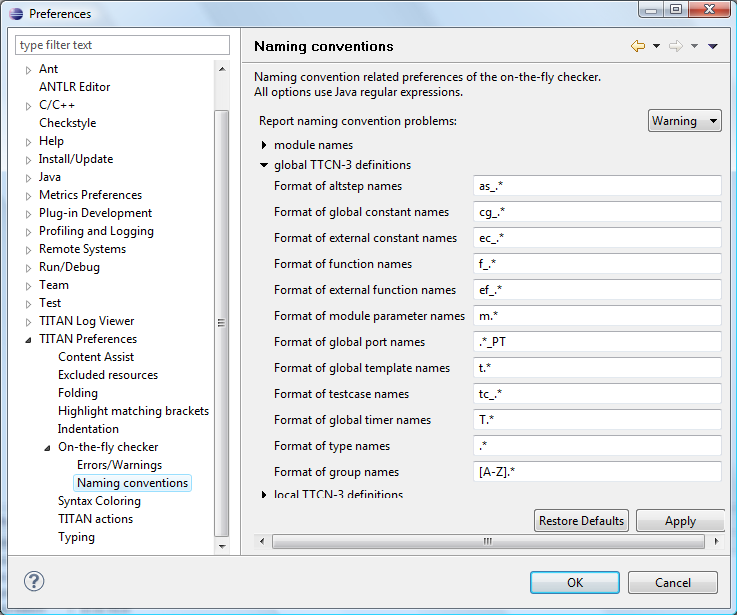 Preferences
type filter text
Ant
ANTLR Editor
C/C++
Checkstyle
Help
Install/Update
Java
Metrics Preferences
Plug-in Development
Profiling and Logging
Remote Systems
Run/Debug
Team
Test
TITAN Log Viewer
TITAN Preferences
Content Assist
Excluded resources
Folding
Highlight matching brackets
Indentation
On-the-fly checker
Errors/Warnings
Naming conventions
Syntax Coloring
TITAN actions
Typing
Naming conventions
Naming convention related preferences of the on-the-fly checker.
All options use Java regular expressions.
Report naming convention problems: Warning
module names
global TTCN-3 definitions
Format of altstep names as_.*
Format of global constant names cg_.*
Format of external constant names ec_.*
Format of function names f_.*
Format of external function names ef_.*
Format of module parameter names m.*
Format of global port names .*_PT
Format of global template names t.*
Format of testcase names tc_.*
Format of global timer names T.*
Format of type names .*
Format of group names [A-Z].*
local TTCN-3 definitions
Restore Defaults Apply
? OK Cancel